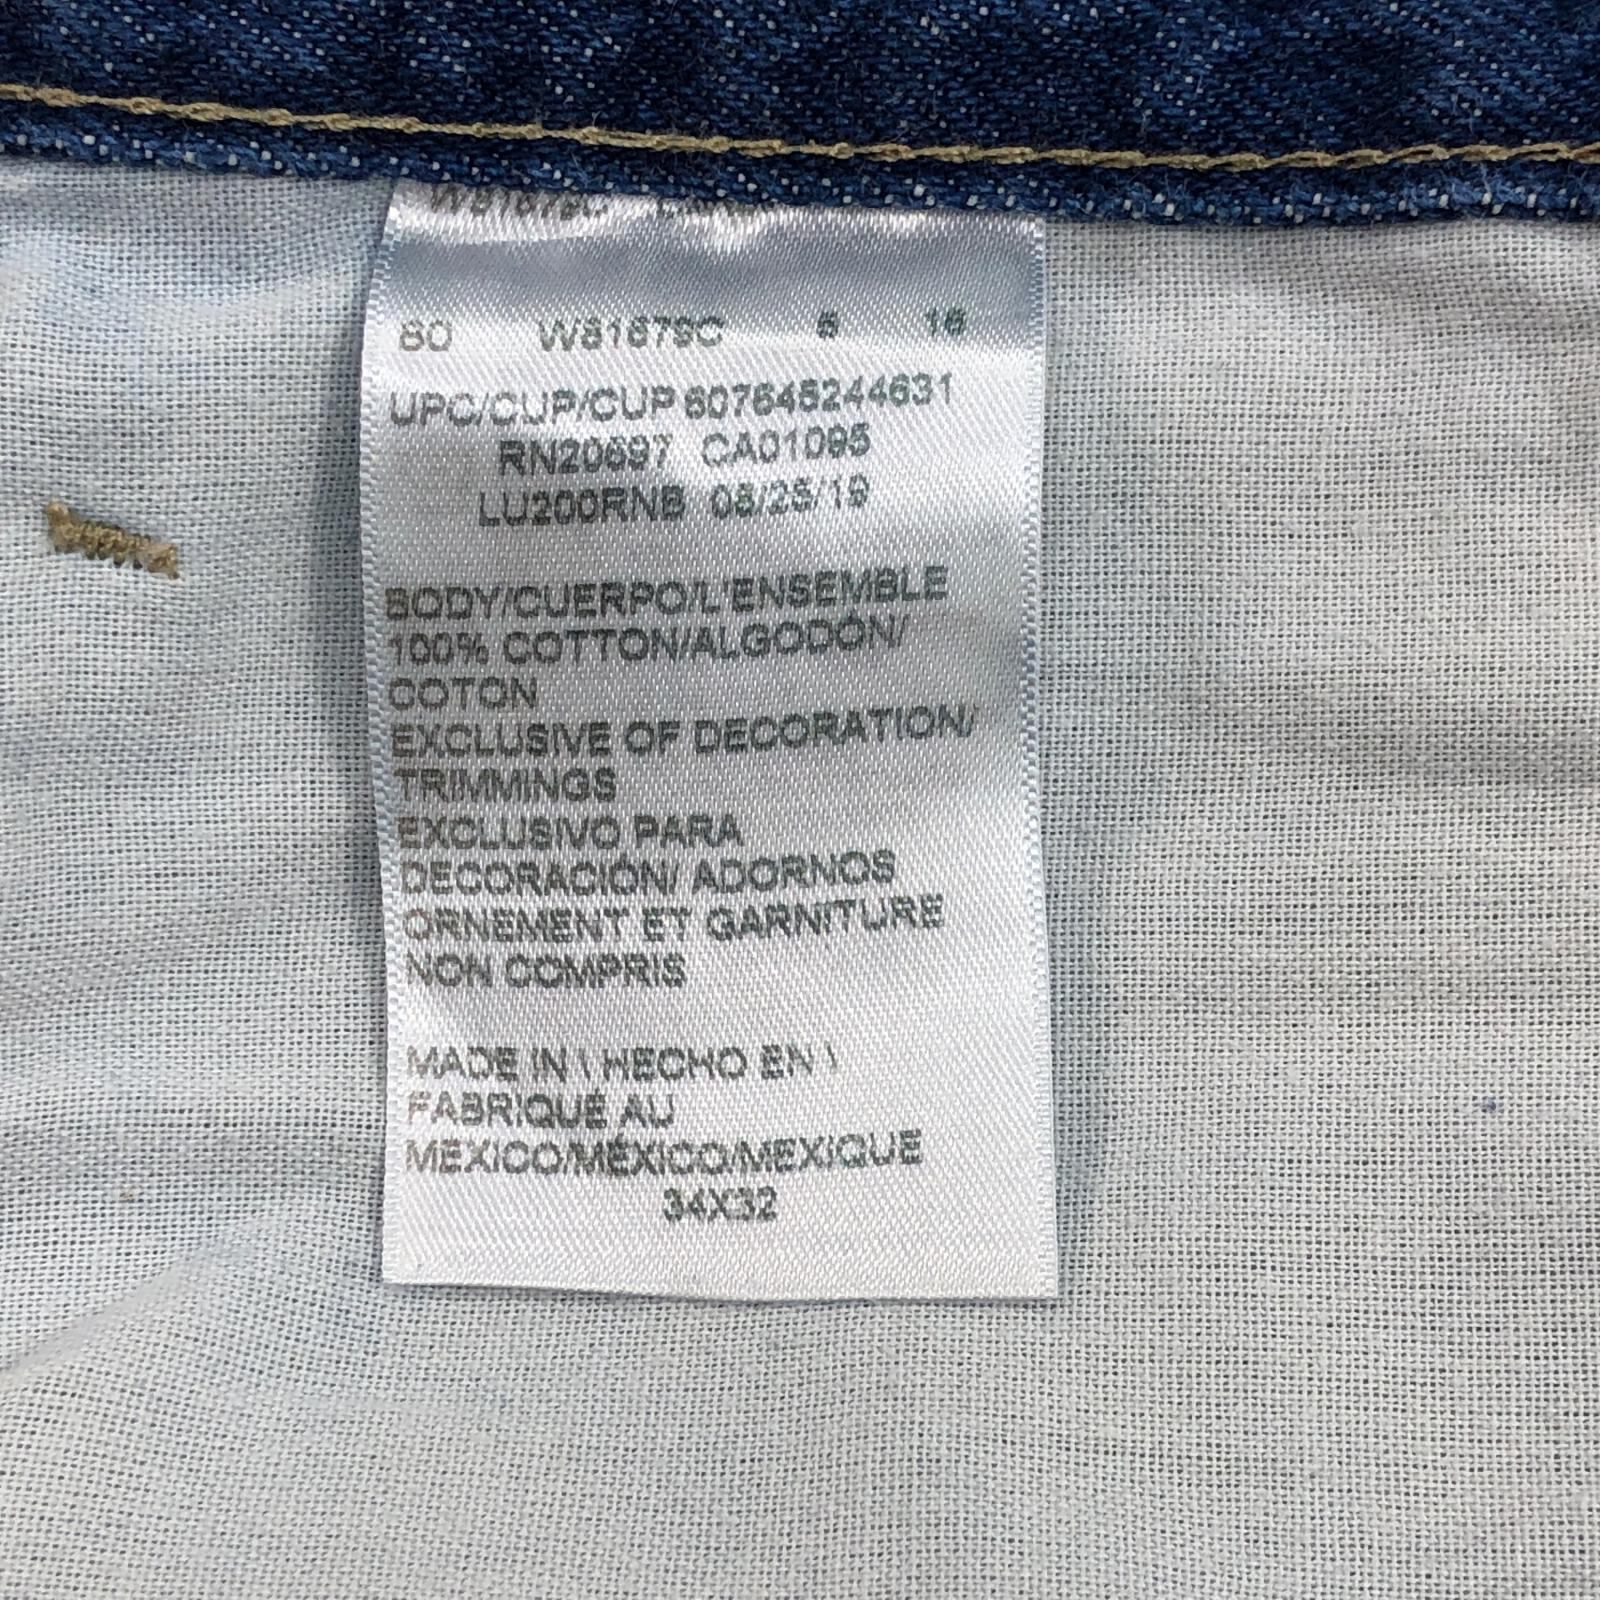 80 W81679C 5 16
UPC/CUP/CUP 607645244631
RN20697 CA01095
LU200RNB 08/28/19
BODY/CUERPO/L'ENSEMBLE
100% COTTON/ALGODÓN/
COTON
EXCLUSIVE OF DECORATION/
TRIMMINGS
EXCLUSIVO PARA
DECORACIÓN/ ADORNOS
ORNEMENT ET GARNITURE
NON COMPRIS
MADE IN \ HECHO EN \
FABRIQUÉ AU
MEXICO/MÉXICO/MEXIQUE
34X32